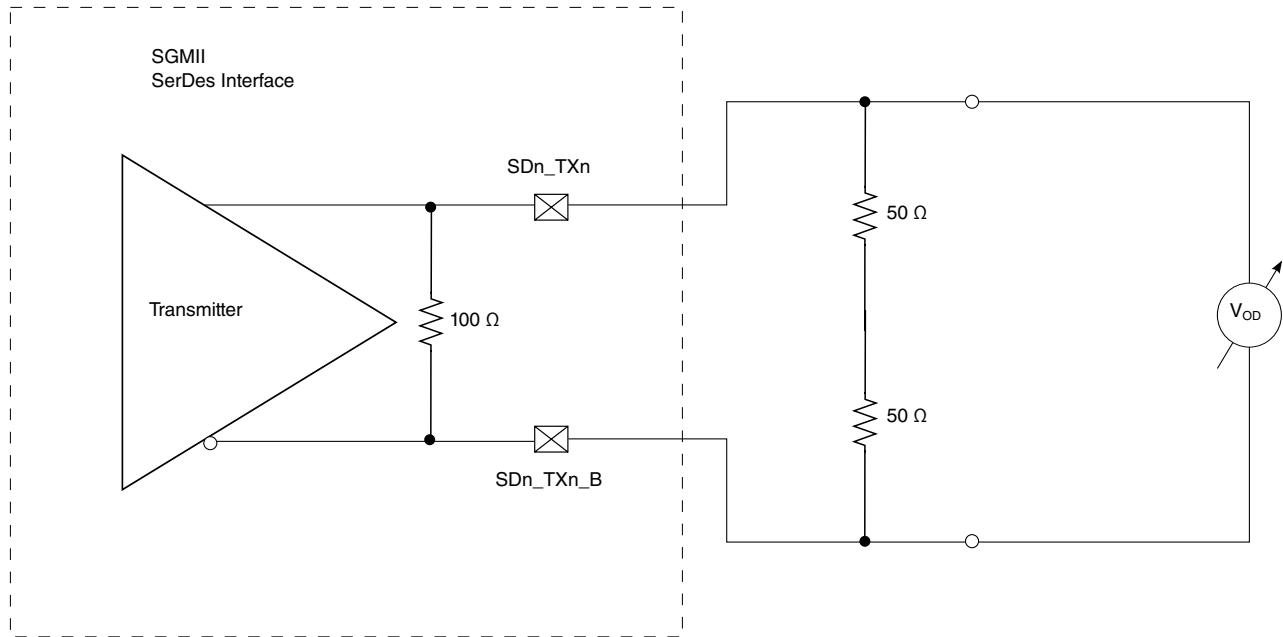 SGMII
SerDes Interface
SDn_TXn
50 Ω
Transmitter
100 Ω
VOD
50 Ω
SDn_TXn_B